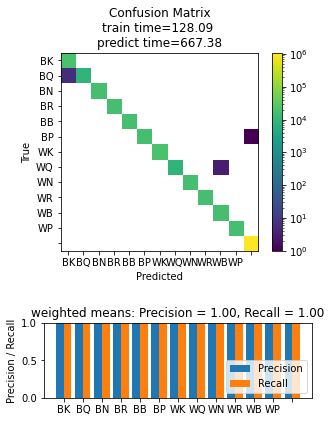 Confusion Matrix
train time=128.09
predict time=667.38
True
BK
BQ
BN
BR
BB
BP
WK
WQ
WN
WR
WB
WP
BK BQ BN BR BB BP WK WQ WN WR WB WP
Predicted
10^6
10^5
10^4
10^3
10^2
10^1
10^0
weighted means: Precision = 1.00, Recall = 1.00
Precision / Recall
1.0
0.5
0.0
Precision
Recall
BK BQ BN BR BB BP WK WQ WN WR WB WP